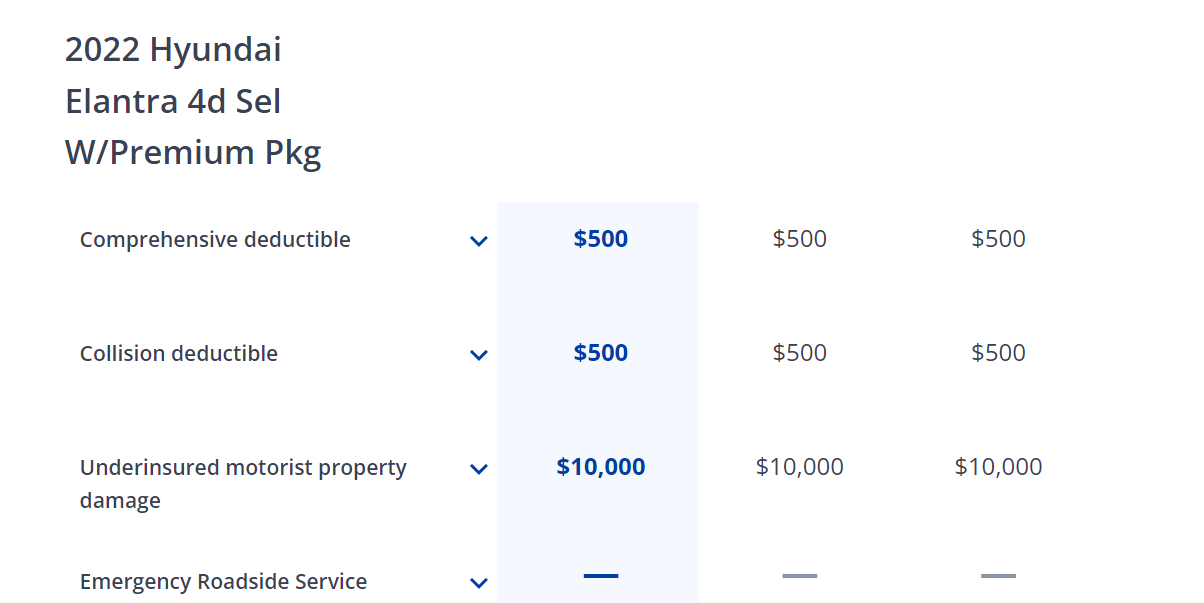 2022 Hyundai
Elantra 4d Sel
W/Premium Pkg
Comprehensive deductible $500 $500 $500
Collision deductible $500 $500 $500
Underinsured motorist property $10,000 $10,000 $10,000
damage
Emergency Roadside Service — — —